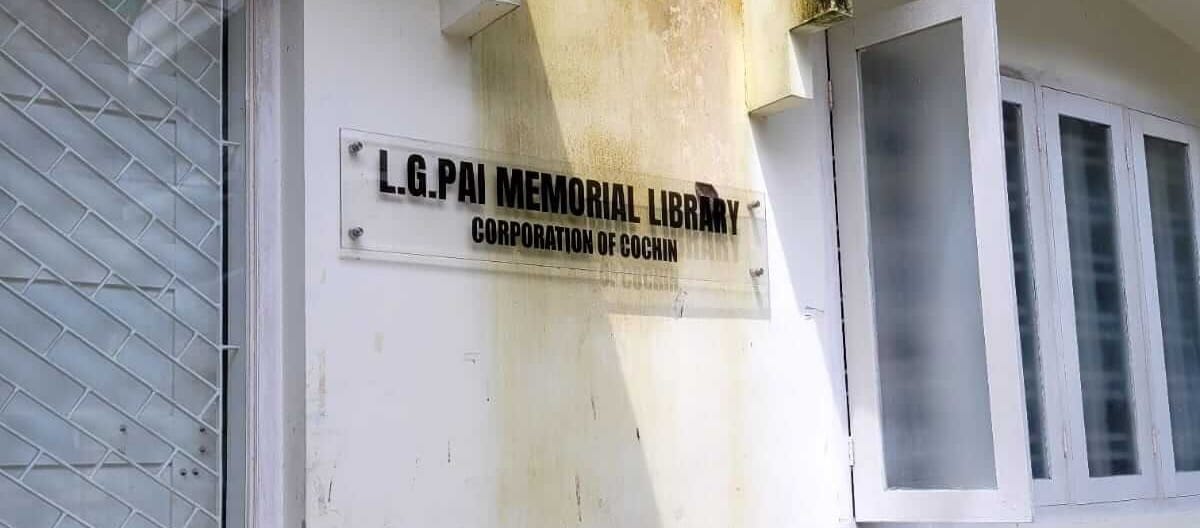 L.G.PAI MEMORIAL LIBRARY
CORPORATION OF COCHIN